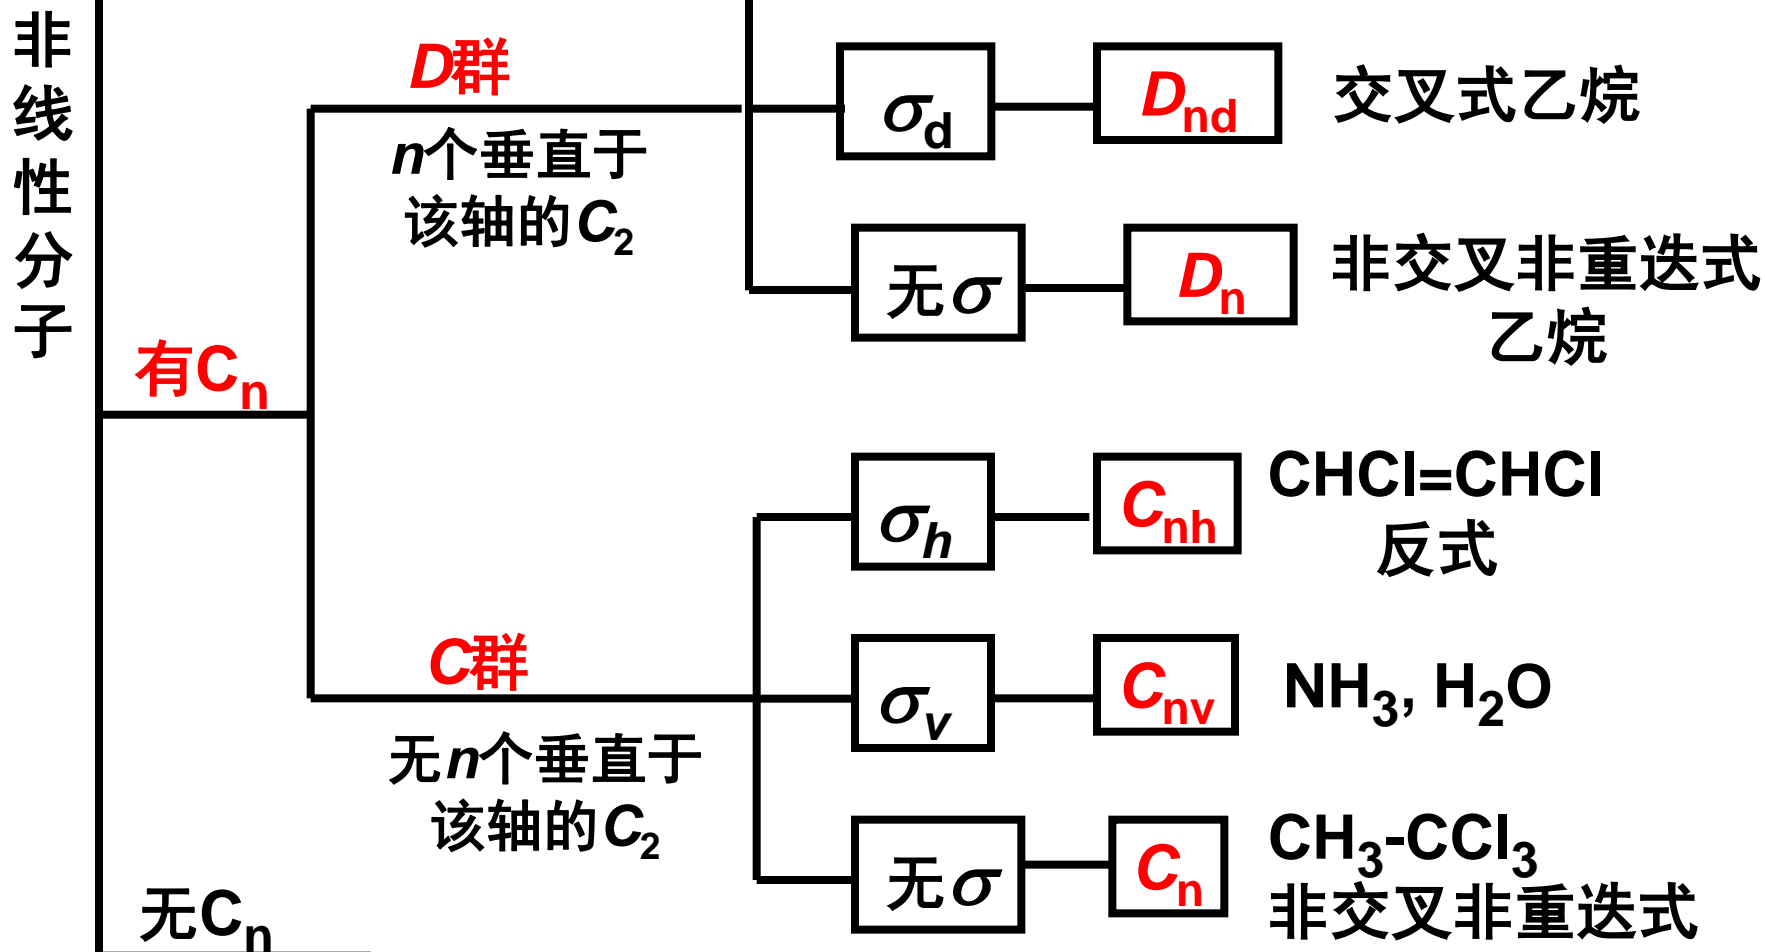 非线性分子
有Cn
D群
n个垂直于
该轴的C2
σd
Dnd
交叉式乙烷
无σ
Dn
非交叉非重迭式
乙烷
C群
无n个垂直于
该轴的C2
σh
Cnh
CHCl=CHCl
反式
σv
Cnv
NH3, H2O
无σ
Cn
CH3-CCl3
非交叉非重迭式
无Cn